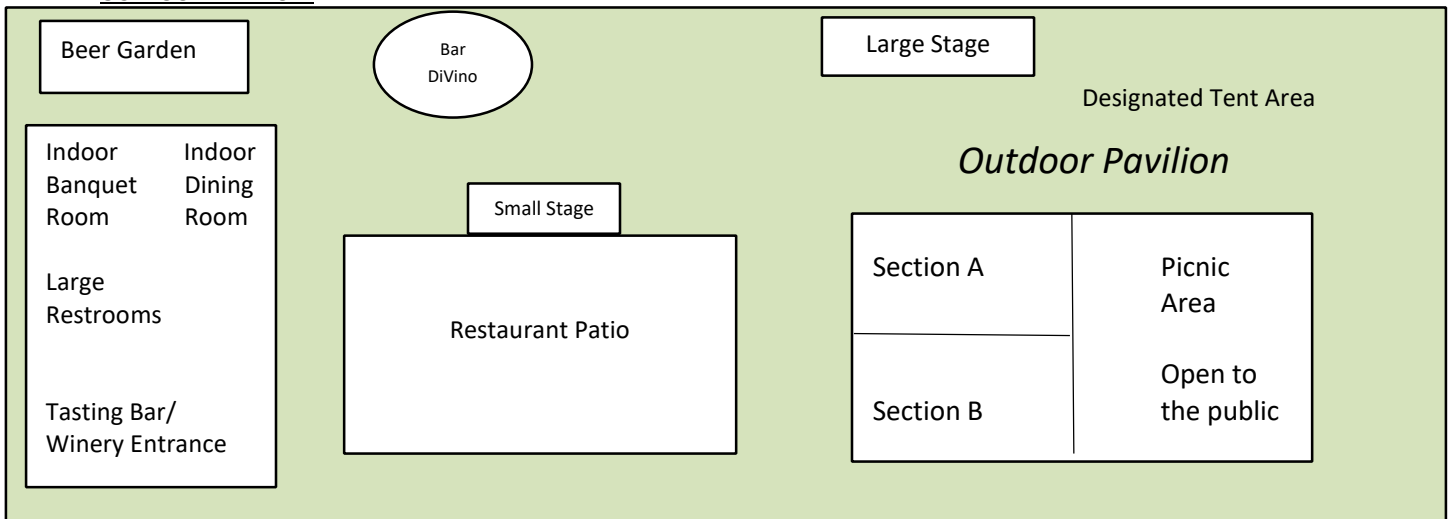 Beer Garden
Bar
DiVino
Large Stage
Designated Tent Area
Outdoor Pavilion
Indoor
Banquet
Room
Indoor
Dining
Room
Large
Restrooms
Tasting Bar/
Winery Entrance
Small Stage
Restaurant Patio
Section A
Section B
Picnic
Area
Open to
the public